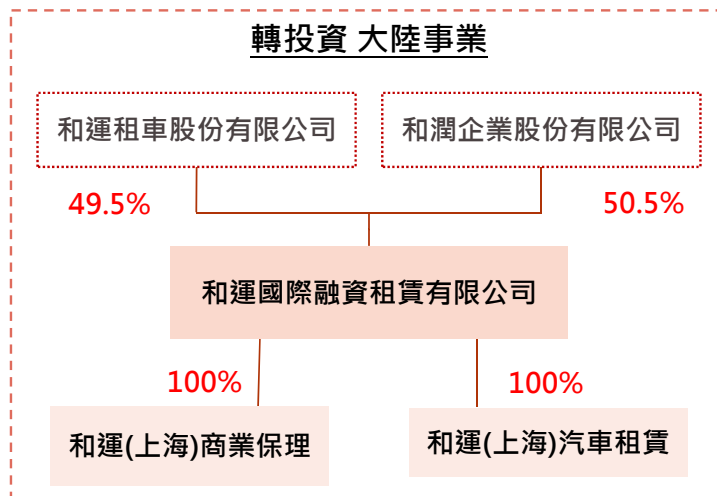 轉投資 大陸事業
和運租車股份有限公司
和潤企業股份有限公司
49.5%
50.5%
和運國際融資租賃有限公司
100%
100%
和運(上海)商業保理
和運(上海)汽車租賃